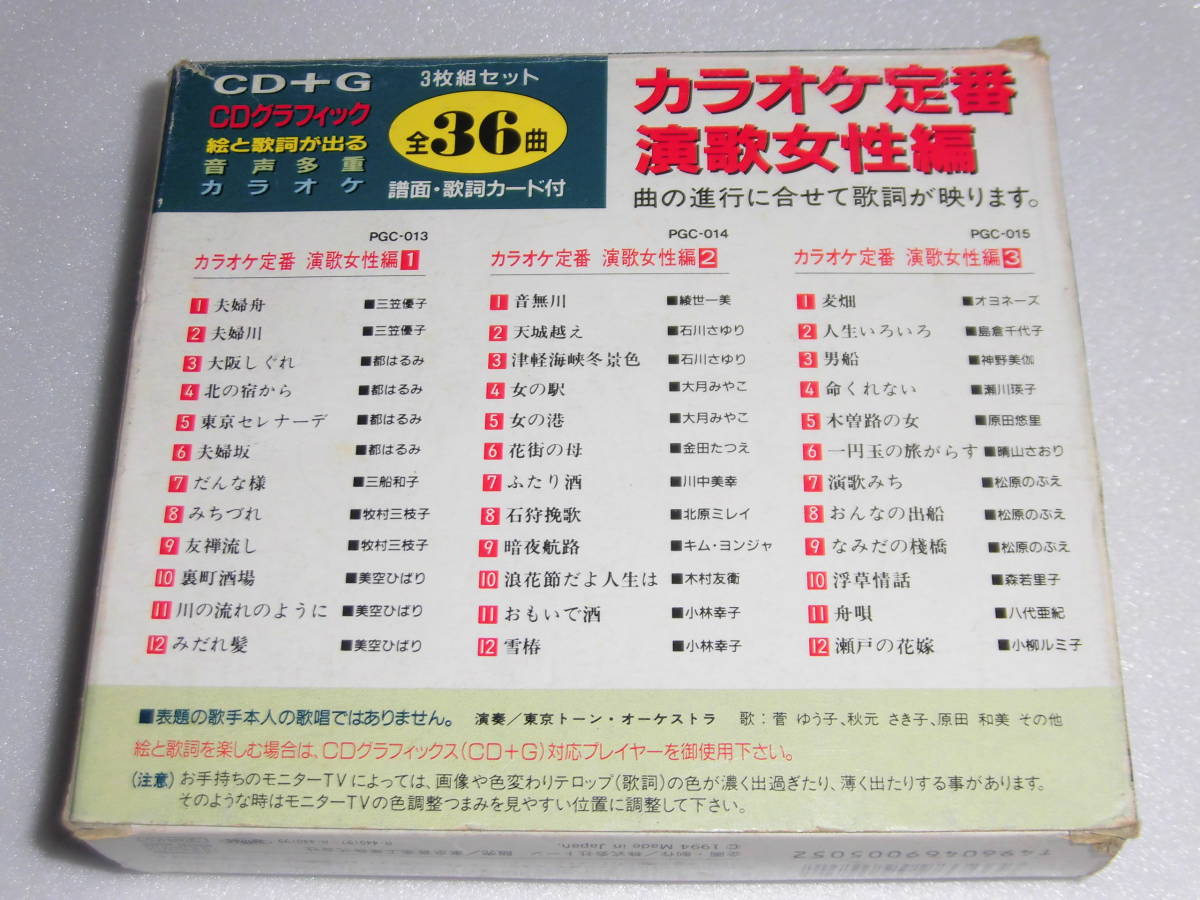 CD+G
CDグラフィック
絵と歌詞が出る
音声多重
カラオケ
3枚組セット
全36曲
譜面・歌詞カード付
カラオケ定番
演歌女性編
曲の進行に合せて歌詞が映ります。
PGC-013
カラオケ定番 演歌女性編1
1 夫婦舟 ■三笠優子
2 夫婦川 ■三笠優子
3 大阪しぐれ ■都はるみ
4 北の宿から ■都はるみ
5 東京セレナーデ ■都はるみ
6 夫婦坂 ■都はるみ
7 だんな様 ■三船和子
8 みちづれ ■牧村三枝子
9 友禅流し ■牧村三枝子
10 裏町酒場 ■美空ひばり
11 川の流れのように ■美空ひばり
12 みだれ髪 ■美空ひばり
PGC-014
カラオケ定番 演歌女性編2
1 音無川 ■綾世一美
2 天城越え ■石川さゆり
3 津軽海峡冬景色 ■石川さゆり
4 女の駅 ■大月みやこ
5 女の港 ■大月みやこ
6 花街の母 ■金田たつえ
7 ふたり酒 ■川中美幸
8 石狩挽歌 ■北原ミレイ
9 暗夜航路 ■キム・ヨンジャ
10 浪花節だよ人生は ■木村友衛
11 おもいで酒 ■小林幸子
12 雪椿 ■小林幸子
PGC-015
カラオケ定番 演歌女性編3
1 麦畑 ■オヨネーズ
2 人生いろいろ ■島倉千代子
3 男船 ■神野美伽
4 命くれない ■瀬川瑛子
5 木曽路の女 ■原田悠里
6 一円玉の旅がらす ■晴山さおり
7 演歌みち ■松原のぶえ
8 おんなの出船 ■松原のぶえ
9 なみだの棧橋 ■松原のぶえ
10 浮草情話 ■森若里子
11 舟唄 ■八代亜紀
12 瀬戸の花嫁 ■小柳ルミ子
■表題の歌手本人の歌唱ではありません。 演奏/東京トーン・オーケストラ 歌:菅 ゆう子、秋元 さき子、原田 和美 その他
絵と歌詞を楽しむ場合は、CDグラフィックス(CD+G)対応プレイヤーを御使用下さい。
(注意) お手持ちのモニターTVによっては、画像や色変わりテロップ(歌詞)の色が濃く出過ぎたり、薄く出たりする事があります。
そのような時はモニターTVの色調整つまみを見やすい位置に調整して下さい。
T4960469005052
© 1994 Made in Japan.